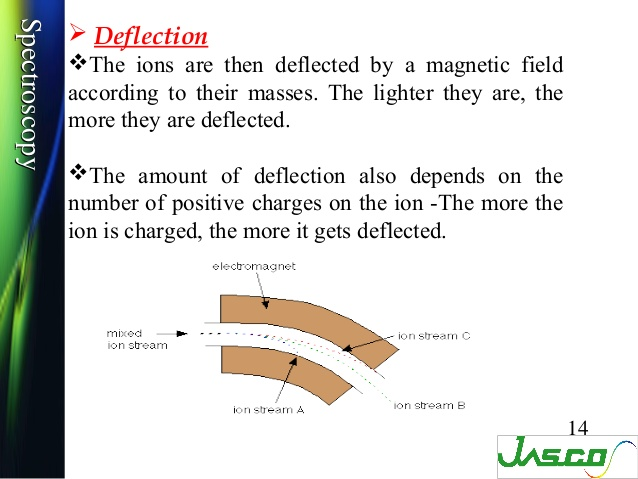 Spectroscopy
Deflection
The ions are then deflected by a magnetic field
according to their masses. The lighter they are, the
more they are deflected.
The amount of deflection also depends on the
number of positive charges on the ion -The more the
ion is charged, the more it gets deflected.
electromagnet
mixed
ion stream
ion stream C
ion stream A
ion stream B
14
JASCO